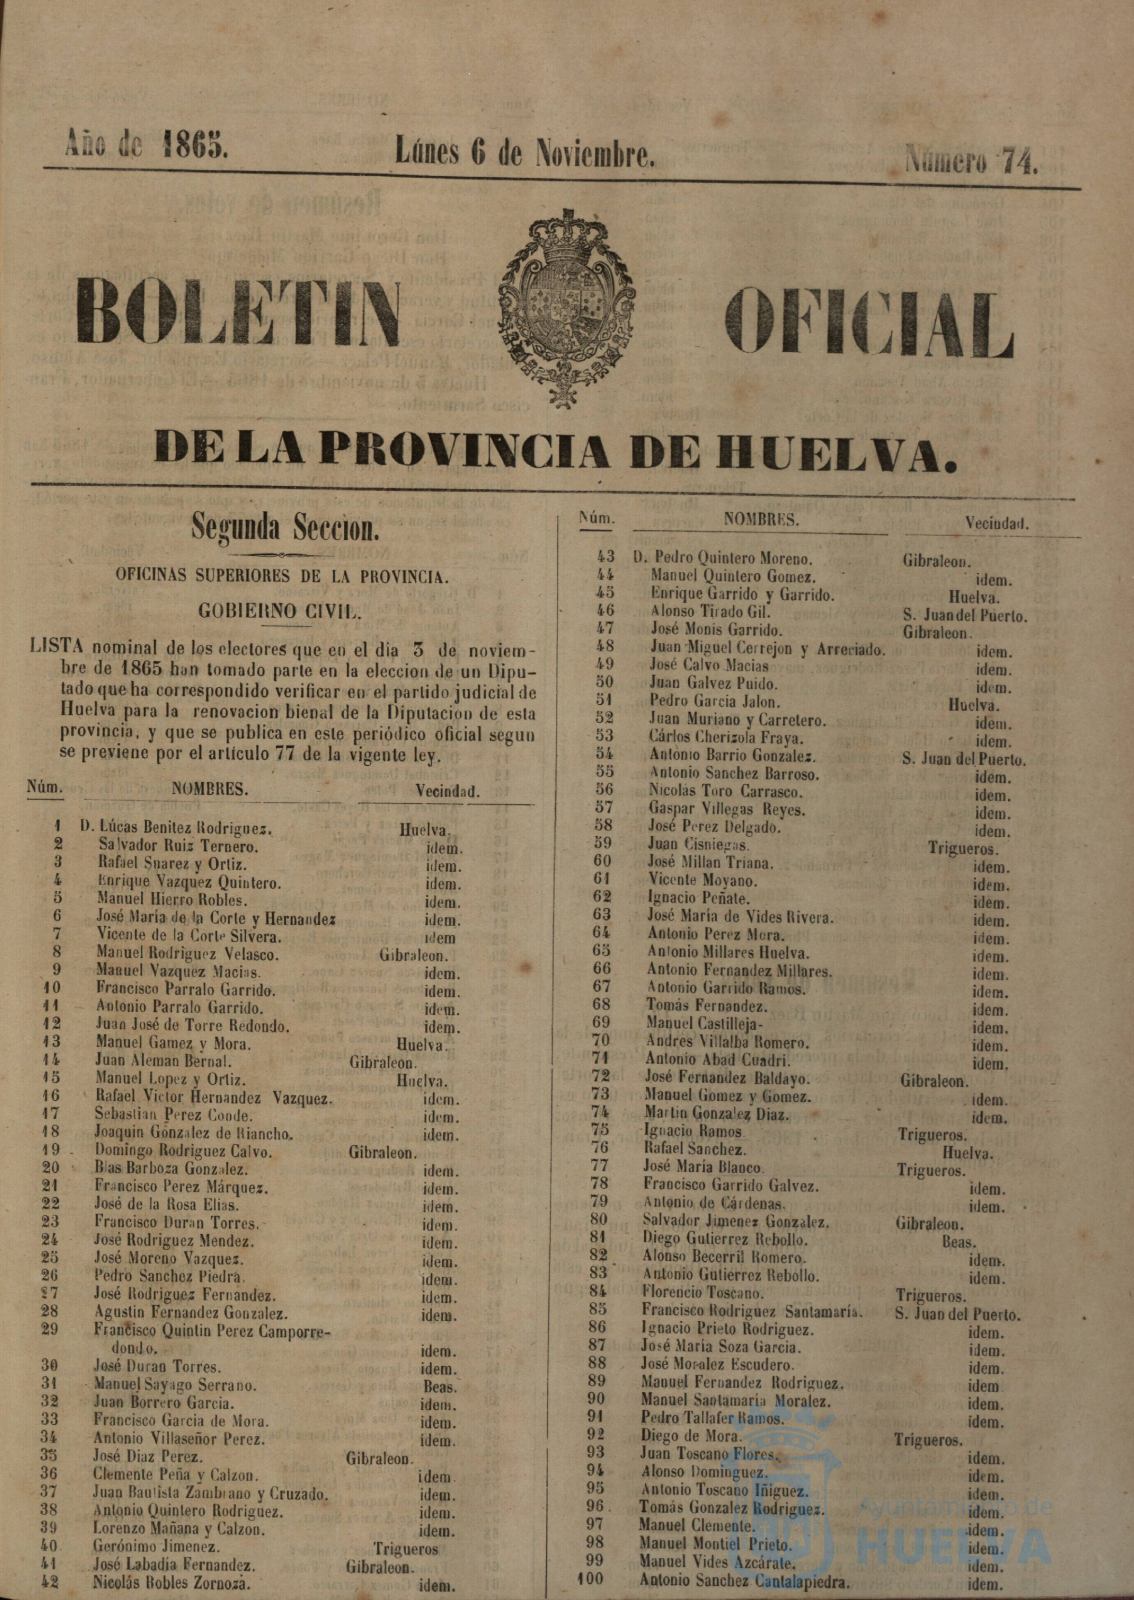 Año de 1865.
Lúnes 6 de Noviembre.
Número 74.
BOLETIN OFICIAL
DE LA PROVINCIA DE HUELVA.
Segunda Seccion.
OFICINAS SUPERIORES DE LA PROVINCIA.
GOBIERNO CIVIL.
LISTA nominal de los electores que en el dia 3 de noviem-
bre de 1865 han tomado parte en la eleccion de un Dipu-
tado que ha correspondido verificar en el partido judicial de
Huelva para la renovacion bienal de la Diputacion de esta
provincia, y que se publica en este periódico oficial segun
se previene por el artículo 77 de la vigente ley.
Núm. NOMBRES. Vecindad.
1 D. Lúcas Benitez Rodriguez. Huelva.
2 Salvador Ruiz Ternero. idem.
3 Rafael Suarez y Ortiz. idem.
4 Enrique Vazquez Quintero. idem.
5 Manuel Hierro Robles. idem.
6 José María de la Corte y Hernandez idem.
7 Vicente de la Corte Silvera. idem
8 Manuel Rodriguez Velasco. Gibraleon.
9 Manuel Vazquez Macias. idem.
10 Francisco Parralo Garrido. idem.
11 Antonio Parralo Garrido. idem.
12 Juan José de Torre Redondo. idem.
13 Manuel Gamez y Mora. Huelva.
14 Juan Aleman Bernal. Gibraleon.
15 Manuel Lopez y Ortiz. Huelva.
16 Rafael Victor Hernandez Vazquez. idem.
17 Sebastian Perez Conde. idem.
18 Joaquin Gonzalez de Riancho. idem.
19 Domingo Rodriguez Calvo. Gibraleon.
20 Blas Barboza Gonzalez. idem.
21 Francisco Perez Márquez. idem.
22 José de la Rosa Elias. idem.
23 Francisco Duran Torres. idem.
24 José Rodriguez Mendez. idem.
25 José Moreno Vazquez. idem.
26 Pedro Sanchez Piedra. idem.
27 José Rodriguez Fernandez. idem.
28 Agustin Fernandez Gonzalez. idem.
29 Francisco Quintin Perez Camporre-
dondo. idem.
30 José Duran Torres. idem.
31 Manuel Sayago Serrano. Beas.
32 Juan Borrero Garcia. idem.
33 Francisco Garcia de Mora. idem.
34 Antonio Villaseñor Perez. idem.
35 José Diaz Perez. Gibraleon.
36 Clemente Peña y Calzon. idem
37 Juan Bautista Zambrano y Cruzado. idem.
38 Antonio Quintero Rodriguez. idem.
39 Lorenzo Mañana y Calzon. idem.
40 Gerónimo Jimenez. Trigueros
41 José Labadia Fernandez. Gibraleon.
42 Nicolás Robles Zornoza. idem.
Núm. NOMBRES. Vecindad.
43 D. Pedro Quintero Moreno. Gibraleon.
44 Manuel Quintero Gomez. idem.
45 Enrique Garrido y Garrido. Huelva.
46 Alonso Tirado Gil. S. Juan del Puerto.
47 José Monis Garrido. Gibraleon.
48 Juan Miguel Cerrejon y Arreciado. idem.
49 José Calvo Macias idem.
50 Juan Galvez Puido. idem.
51 Pedro Garcia Jalon. Huelva.
52 Juan Muriano y Carretero. idem.
53 Cárlos Cherizola Fraya. idem.
54 Antonio Barrio Gonzalez. S. Juan del Puerto.
55 Antonio Sanchez Barroso. idem.
56 Nicolás Toro Carrasco. idem.
57 Gaspar Villegas Reyes. idem.
58 José Perez Delgado. idem.
59 Juan Cisniegas. Trigueros.
60 José Millan Triana. idem.
61 Vicente Moyano. idem.
62 Ignacio Peñate. idem.
63 José María de Vides Rivera. idem.
64 Antonio Perez Mora. idem.
65 Antonio Millares Huelva. idem.
66 Antonio Fernandez Millares. idem.
67 Antonio Garrido Ramos. idem.
68 Tomás Fernandez. idem.
69 Manuel Castilleja- idem.
70 Andres Villalba Romero. idem.
71 Antonio Abad Cuadri. idem.
72 José Fernandez Baldayo. Gibraleon.
73 Manuel Gomez y Gomez. idem.
74 Martin Gonzalez Diaz. idem.
75 Ignacio Ramos Trigueros.
76 Rafael Sanchez. Huelva.
77 José María Blanco. Trigueros.
78 Francisco Garrido Galvez. idem.
79 Antonio de Cárdenas. idem.
80 Salvador Jimenez Gonzalez. Gibraleon.
81 Diego Gutierrez Rebollo. Beas.
82 Alonso Becerril Romero. idem.
83 Antonio Gutierrez Rebollo. idem.
84 Florencio Toscano. Trigueros.
85 Francisco Rodriguez Santamaría. S. Juan del Puerto.
86 Ignacio Prieto Rodriguez. idem.
87 José María Soza Garcia. idem.
88 José Moralez Escudero. idem.
89 Manuel Fernandez Rodriguez. idem
90 Manuel Santamaria Moralez. idem.
91 Pedro Tallafer Ramos. idem.
92 Diego de Mora. Trigueros.
93 Juan Toscano Flores. idem.
94 Alonso Dominguez. idem.
95 Antonio Toscano Iñiguez. idem.
96 Tomás Gonzalez Rodriguez. idem.
97 Manuel Clemente. idem.
98 Manuel Montiel Prieto. idem.
99 Manuel Vides Azcárate. idem.
100 Antonio Sanchez Cantalapiedra. idem.
Ayuntamiento de
HUELVA